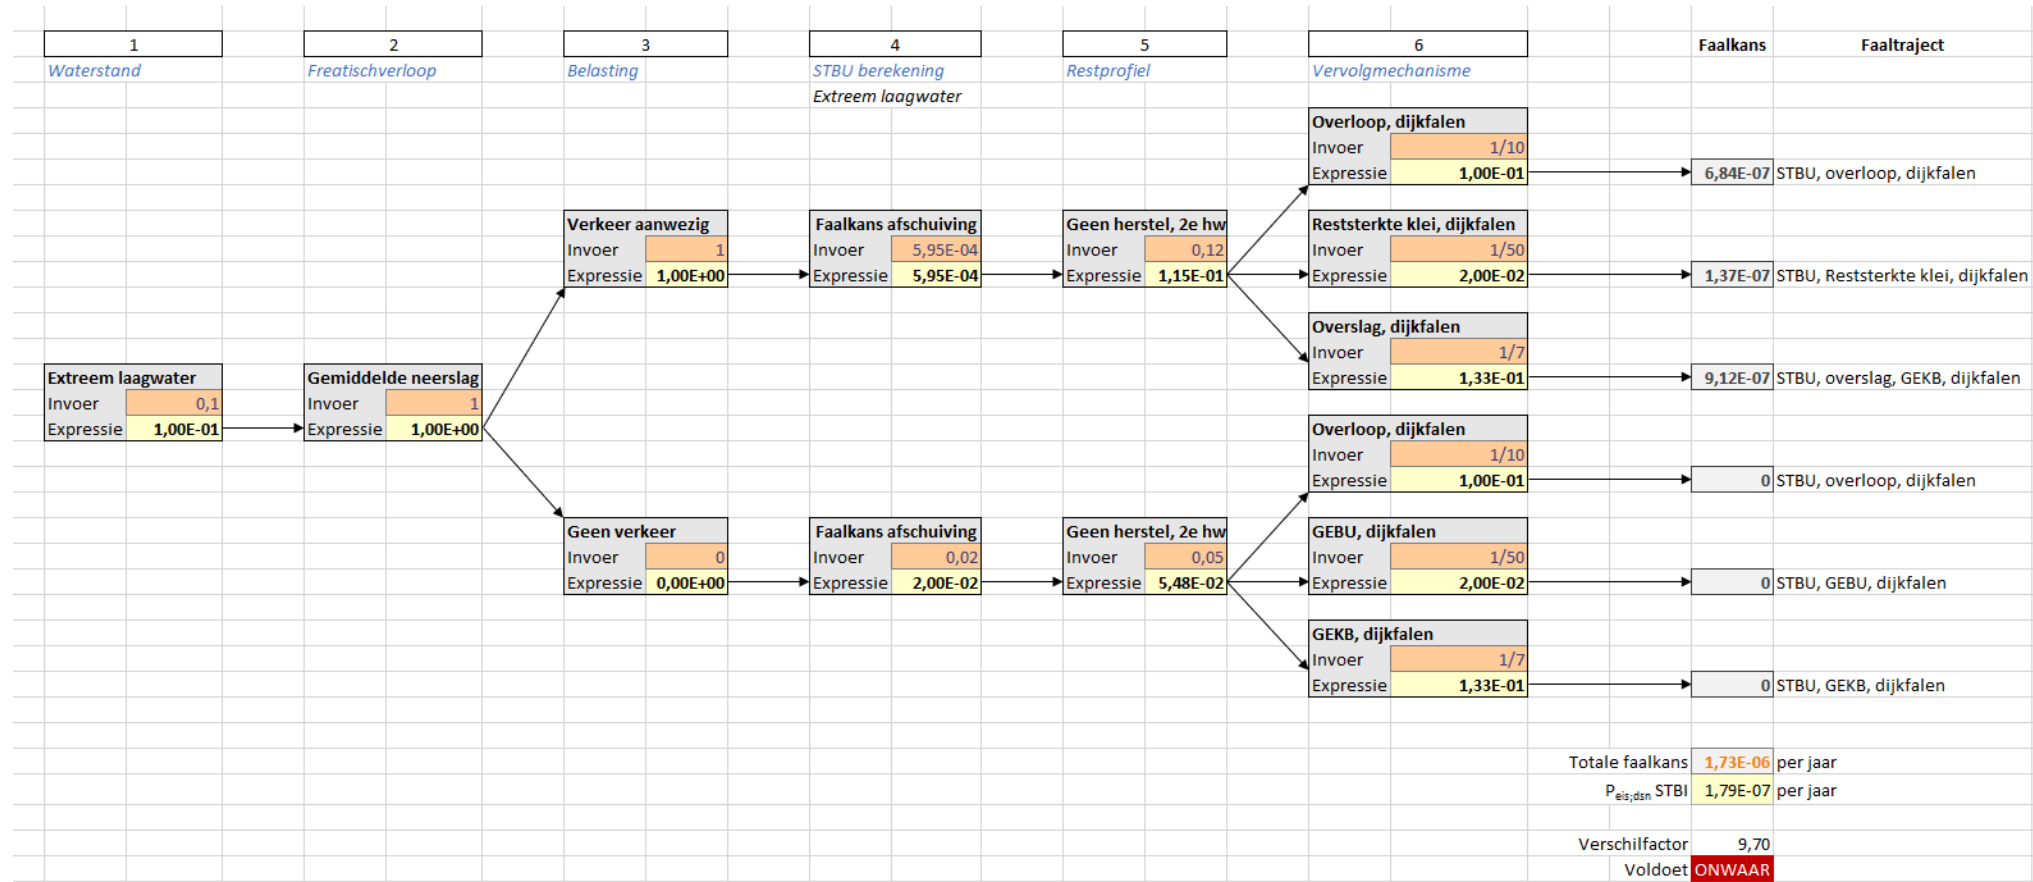 1 2 3 4 5 6 Faalkans Faaltraject
Waterstand Freatischverloop Belasting STBU berekening Restprofiel Vervolgmechanisme
Extreem laagwater
Overloop, dijkfalen
Invoer 1/10
Expressie 1,00E-01 6,84E-07 STBU, overloop, dijkfalen
Verkeer aanwezig Faalkans afschuiving Geen herstel, 2e hw Reststerkte klei, dijkfalen
Invoer 1 Invoer 5,95E-04 Invoer 0,12 Invoer 1/50
Expressie 1,00E+00 Expressie 5,95E-04 Expressie 1,15E-01 Expressie 2,00E-02 1,37E-07 STBU, Reststerkte klei, dijkfalen
Overslag, dijkfalen
Invoer 1/7
Extreem laagwater Gemiddelde neerslag Expressie 1,33E-01 9,12E-07 STBU, overslag, GEKB, dijkfalen
Invoer 0,1 Invoer 1
Expressie 1,00E-01 Expressie 1,00E+00 Overloop, dijkfalen
Invoer 1/10
Expressie 1,00E-01 0 STBU, overloop, dijkfalen
Geen verkeer Faalkans afschuiving Geen herstel, 2e hw GEBU, dijkfalen
Invoer 0 Invoer 0,02 Invoer 0,05 Invoer 1/50
Expressie 0,00E+00 Expressie 2,00E-02 Expressie 5,48E-02 Expressie 2,00E-02 0 STBU, GEBU, dijkfalen
GEKB, dijkfalen
Invoer 1/7
Expressie 1,33E-01 0 STBU, GEKB, dijkfalen
Totale faalkans 1,73E-06 per jaar
Peis;dsn STBI 1,79E-07 per jaar
Verschilfactor 9,70
Voldoet ONWAAR